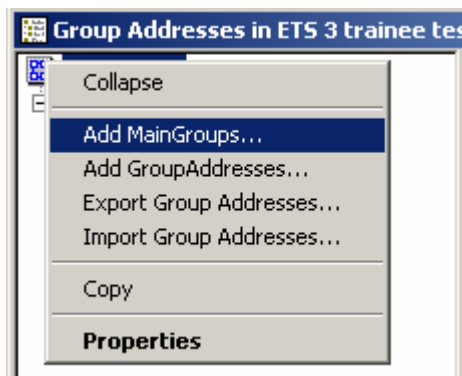 Group Addresses in ETS 3 trainee tes
Collapse
Add MainGroups...
Add GroupAddresses...
Export Group Addresses...
Import Group Addresses...
Copy
Properties